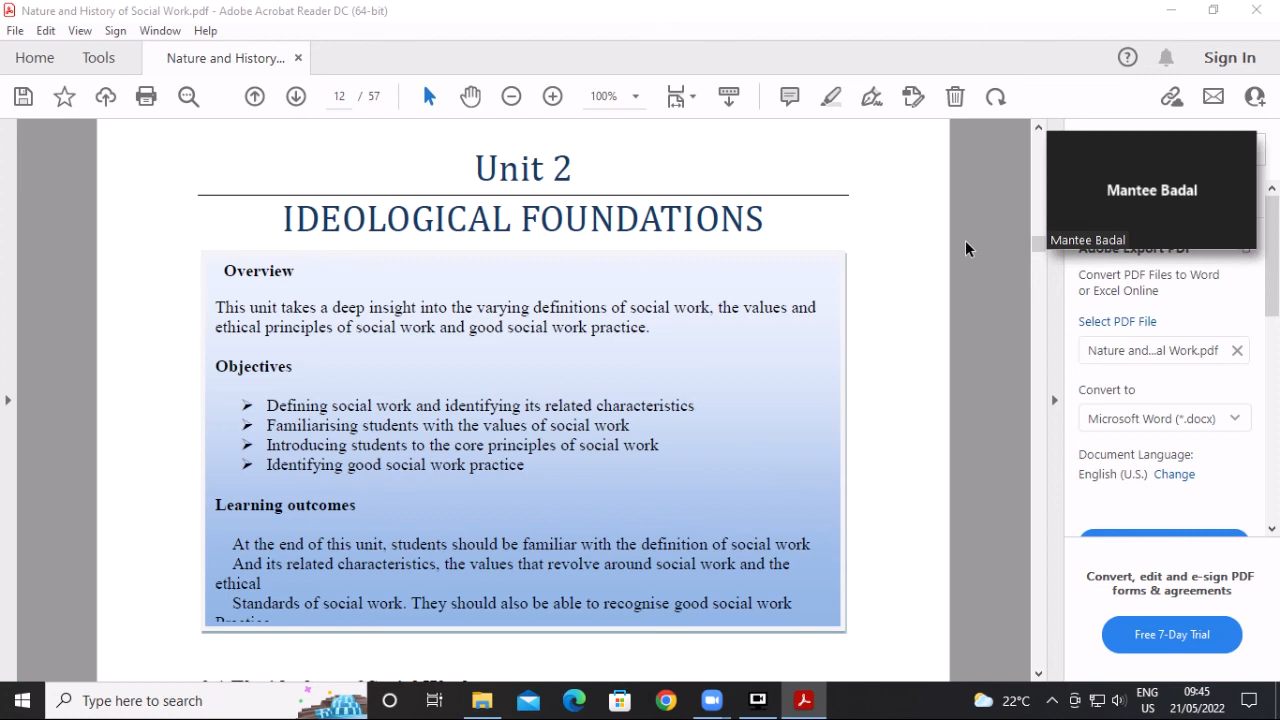 Nature and History of Social Work.pdf - Adobe Acrobat Reader DC (64-bit)
File Edit View Sign Window Help
Home Tools Nature and History... ×
Sign In
12 / 57
100%
Unit 2
IDEOLOGICAL FOUNDATIONS
Overview
This unit takes a deep insight into the varying definitions of social work, the values and
ethical principles of social work and good social work practice.
Objectives
➢ Defining social work and identifying its related characteristics
➢ Familiarising students with the values of social work
➢ Introducing students to the core principles of social work
➢ Identifying good social work practice
Learning outcomes
At the end of this unit, students should be familiar with the definition of social work
And its related characteristics, the values that revolve around social work and the
ethical
Standards of social work. They should also be able to recognise good social work
Mantee Badal
Mantee Badal
Adobe Export PDF
Convert PDF Files to Word
or Excel Online
Select PDF File
Nature and...al Work.pdf
Convert to
Microsoft Word (*.docx)
Document Language:
English (U.S.) Change
Convert, edit and e-sign PDF
forms & agreements
Free 7-Day Trial
Type here to search
22°C
ENG
US
09:45
21/05/2022